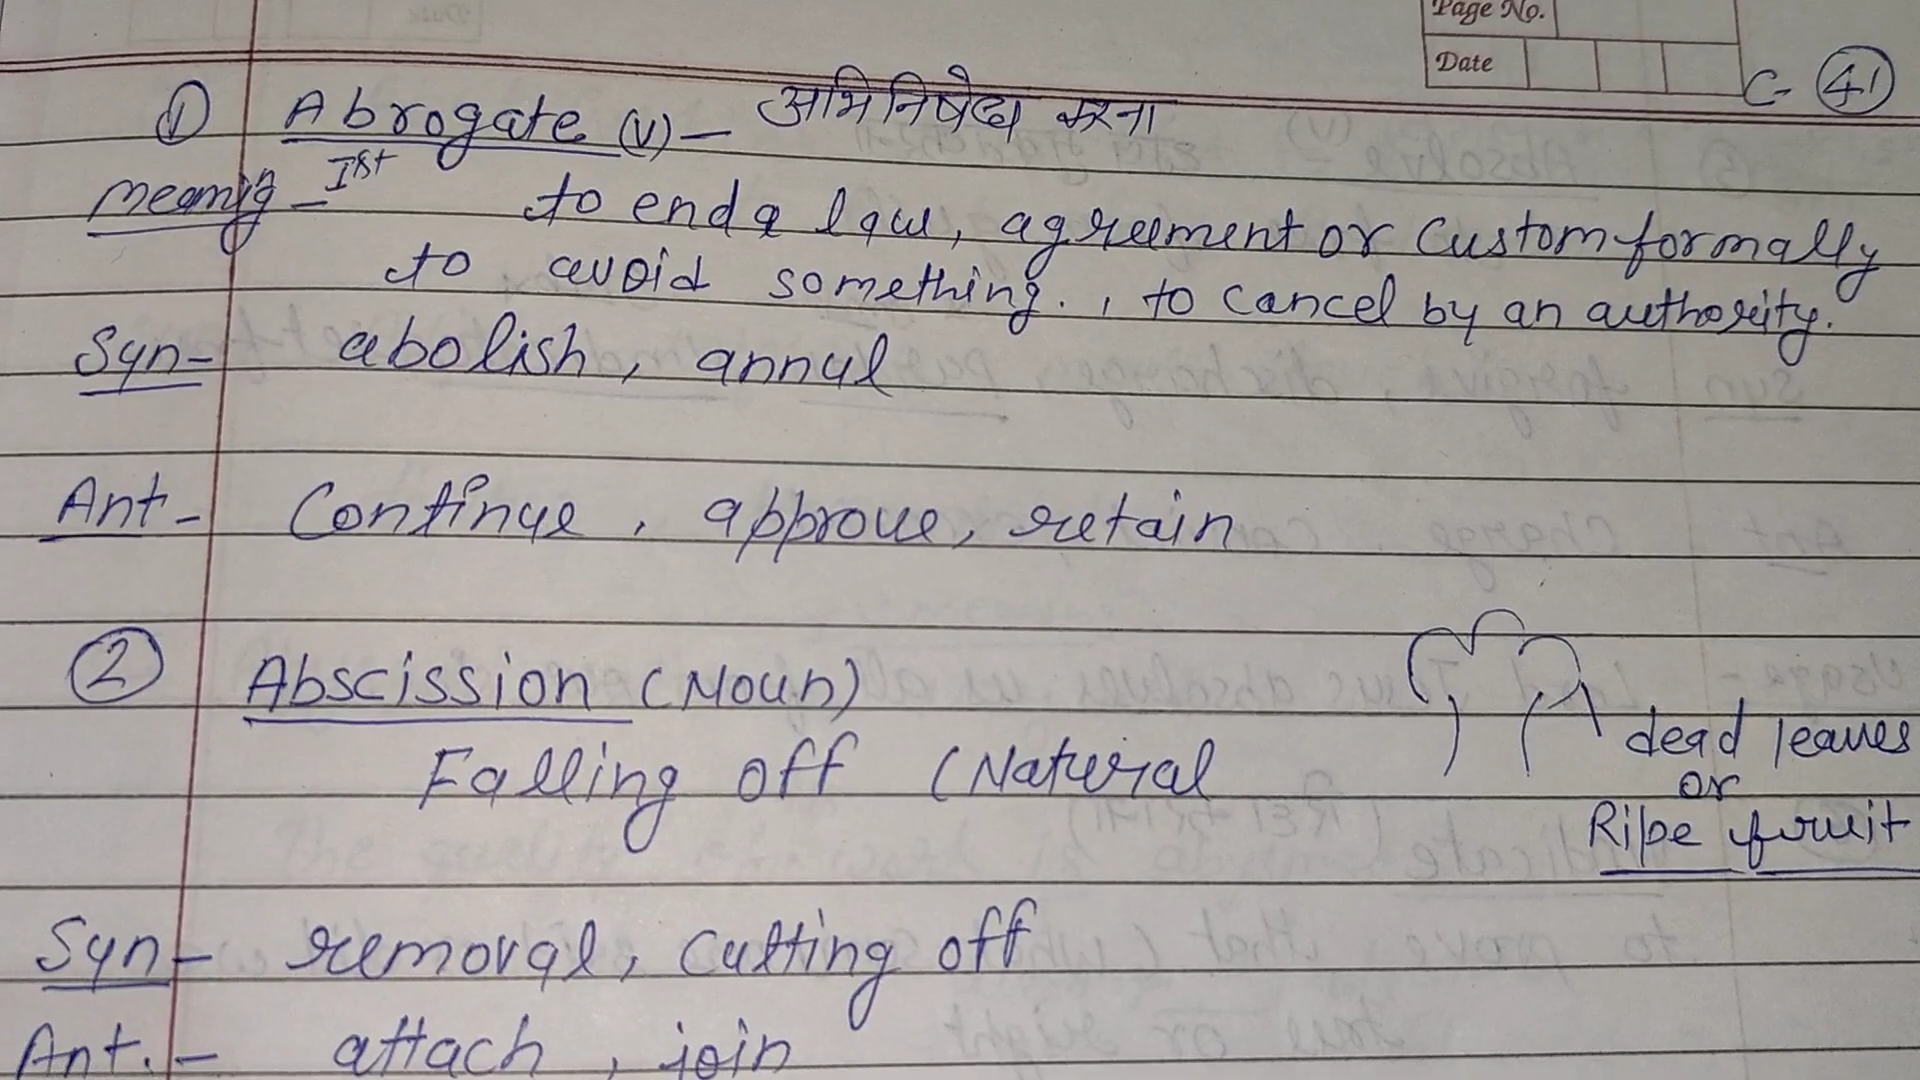 Page No.
Date
C- 41
1 Abrogate (V) – अभिनिषेध करना
meaning – Ist to end a law, agreement or custom formally
to avoid something. , to cancel by an authority.
Syn- abolish, annul
Ant- Continue, approve, retain
2 Abscission (Noun)
Falling off (Natural
dead leaves
or
Ripe fruit
Syn- removal, cutting off
Ant.- attach, join